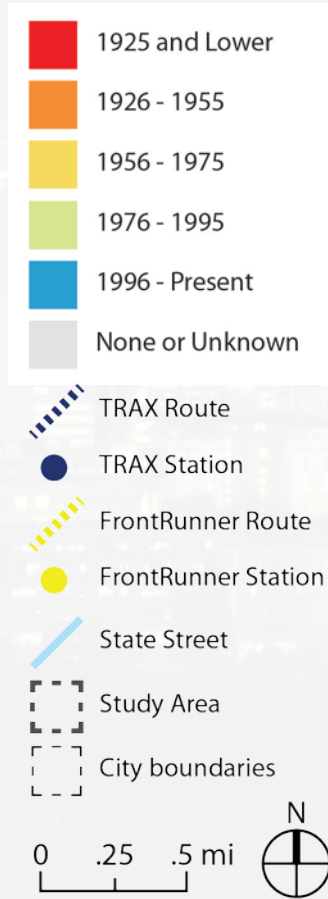 1925 and Lower
1926 - 1955
1956 - 1975
1976 - 1995
1996 - Present
None or Unknown
TRAX Route
TRAX Station
FrontRunner Route
FrontRunner Station
State Street
Study Area
City boundaries
N
0 .25 .5 mi